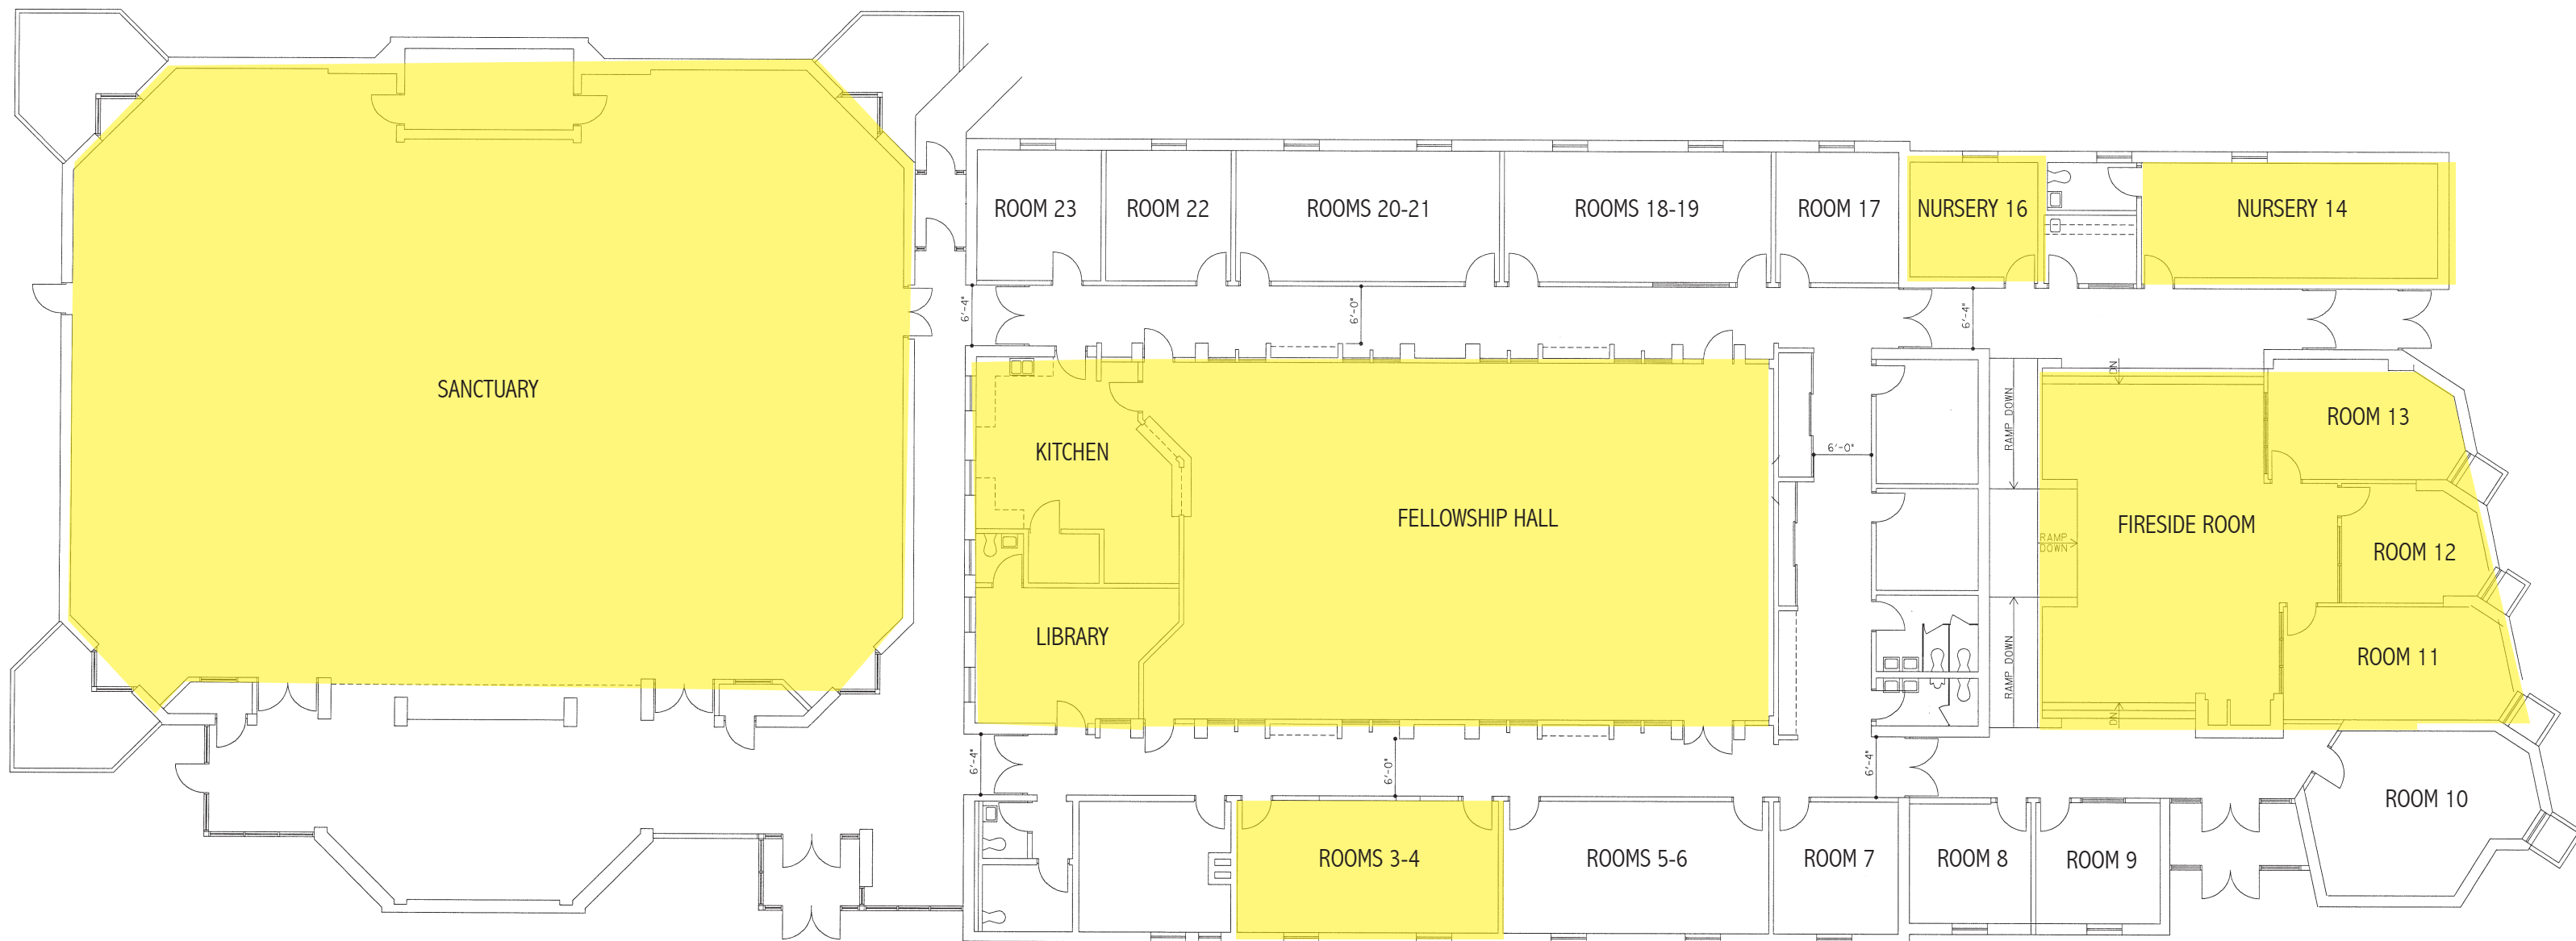 ROOM 23
ROOM 22
ROOMS 20-21
ROOMS 18-19
ROOM 17
NURSERY 16
NURSERY 14
6'-4"
6'-0"
6'-4"
SANCTUARY
KITCHEN
FELLOWSHIP HALL
LIBRARY
6'-0"
RAMP DOWN
DN
ROOM 13
RAMP
DOWN
FIRESIDE ROOM
ROOM 12
RAMP DOWN
DN
ROOM 11
6'-4"
6'-0"
6'-4"
ROOMS 3-4
ROOMS 5-6
ROOM 7
ROOM 8
ROOM 9
ROOM 10